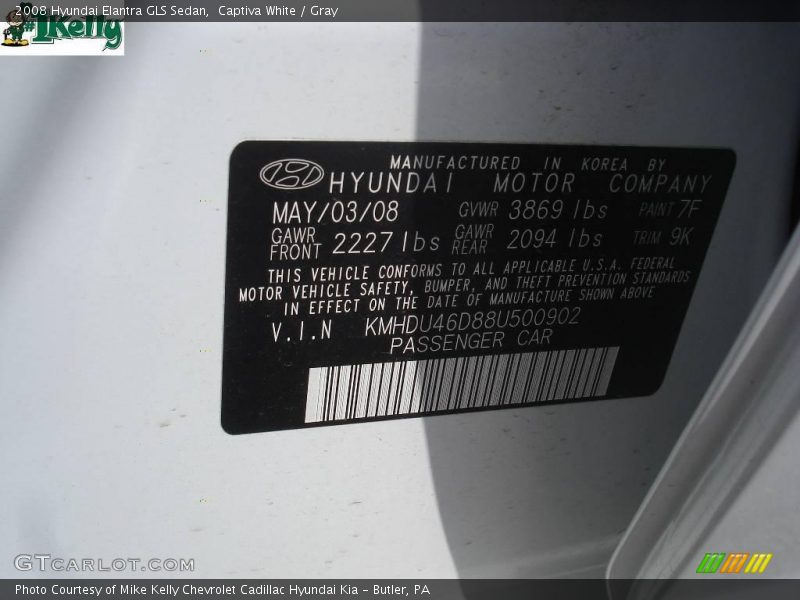 2008 Hyundai Elantra GLS Sedan, Captiva White / Gray
#1 Kelly
MANUFACTURED IN KOREA BY
HYUNDAI MOTOR COMPANY
MAY/03/08 GVWR 3869 lbs PAINT 7F
GAWR FRONT 2227 lbs GAWR REAR 2094 lbs TRIM 9K
THIS VEHICLE CONFORMS TO ALL APPLICABLE U.S.A. FEDERAL
MOTOR VEHICLE SAFETY, BUMPER, AND THEFT PREVENTION STANDARDS
IN EFFECT ON THE DATE OF MANUFACTURE SHOWN ABOVE
V.I.N KMHDU46D88U500902
PASSENGER CAR
GTCARLOT.COM
Photo Courtesy of Mike Kelly Chevrolet Cadillac Hyundai Kia - Butler, PA